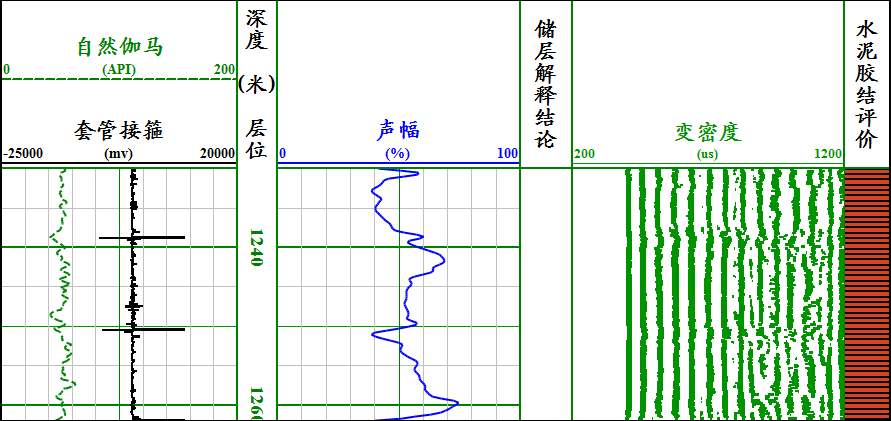 自然伽马
0 (API) 200
套管接箍
-25000 (mv) 20000
深度(米)层位
声幅
0 (%) 100
储层解释结论
变密度
200 (us) 1200
水泥胶结评价
1240
1260